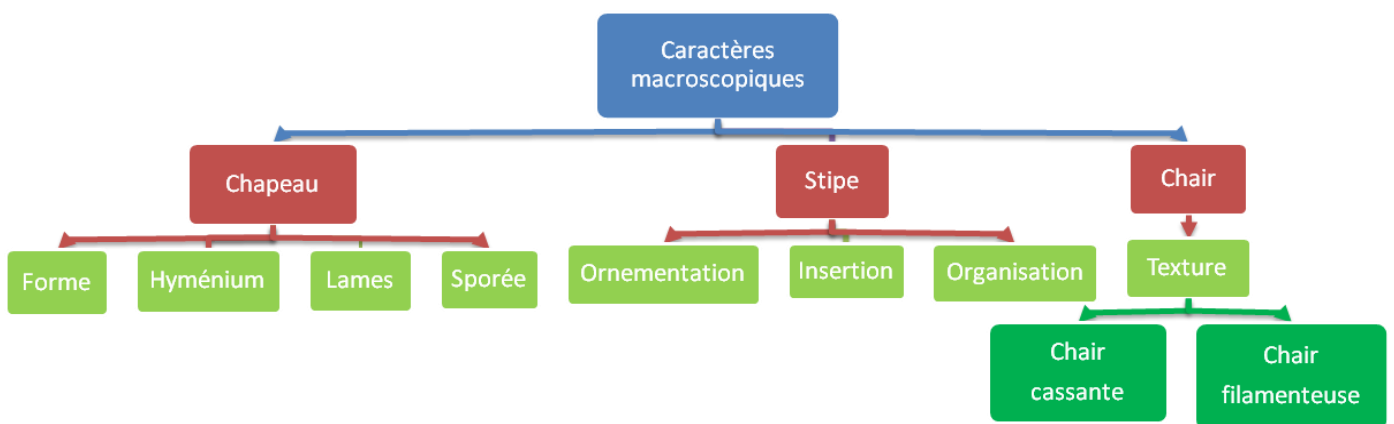 Caractères
macroscopiques
Chapeau
Stipe
Chair
Forme
Hyménium
Lames
Sporée
Ornementation
Insertion
Organisation
Texture
Chair
cassante
Chair
filamenteuse